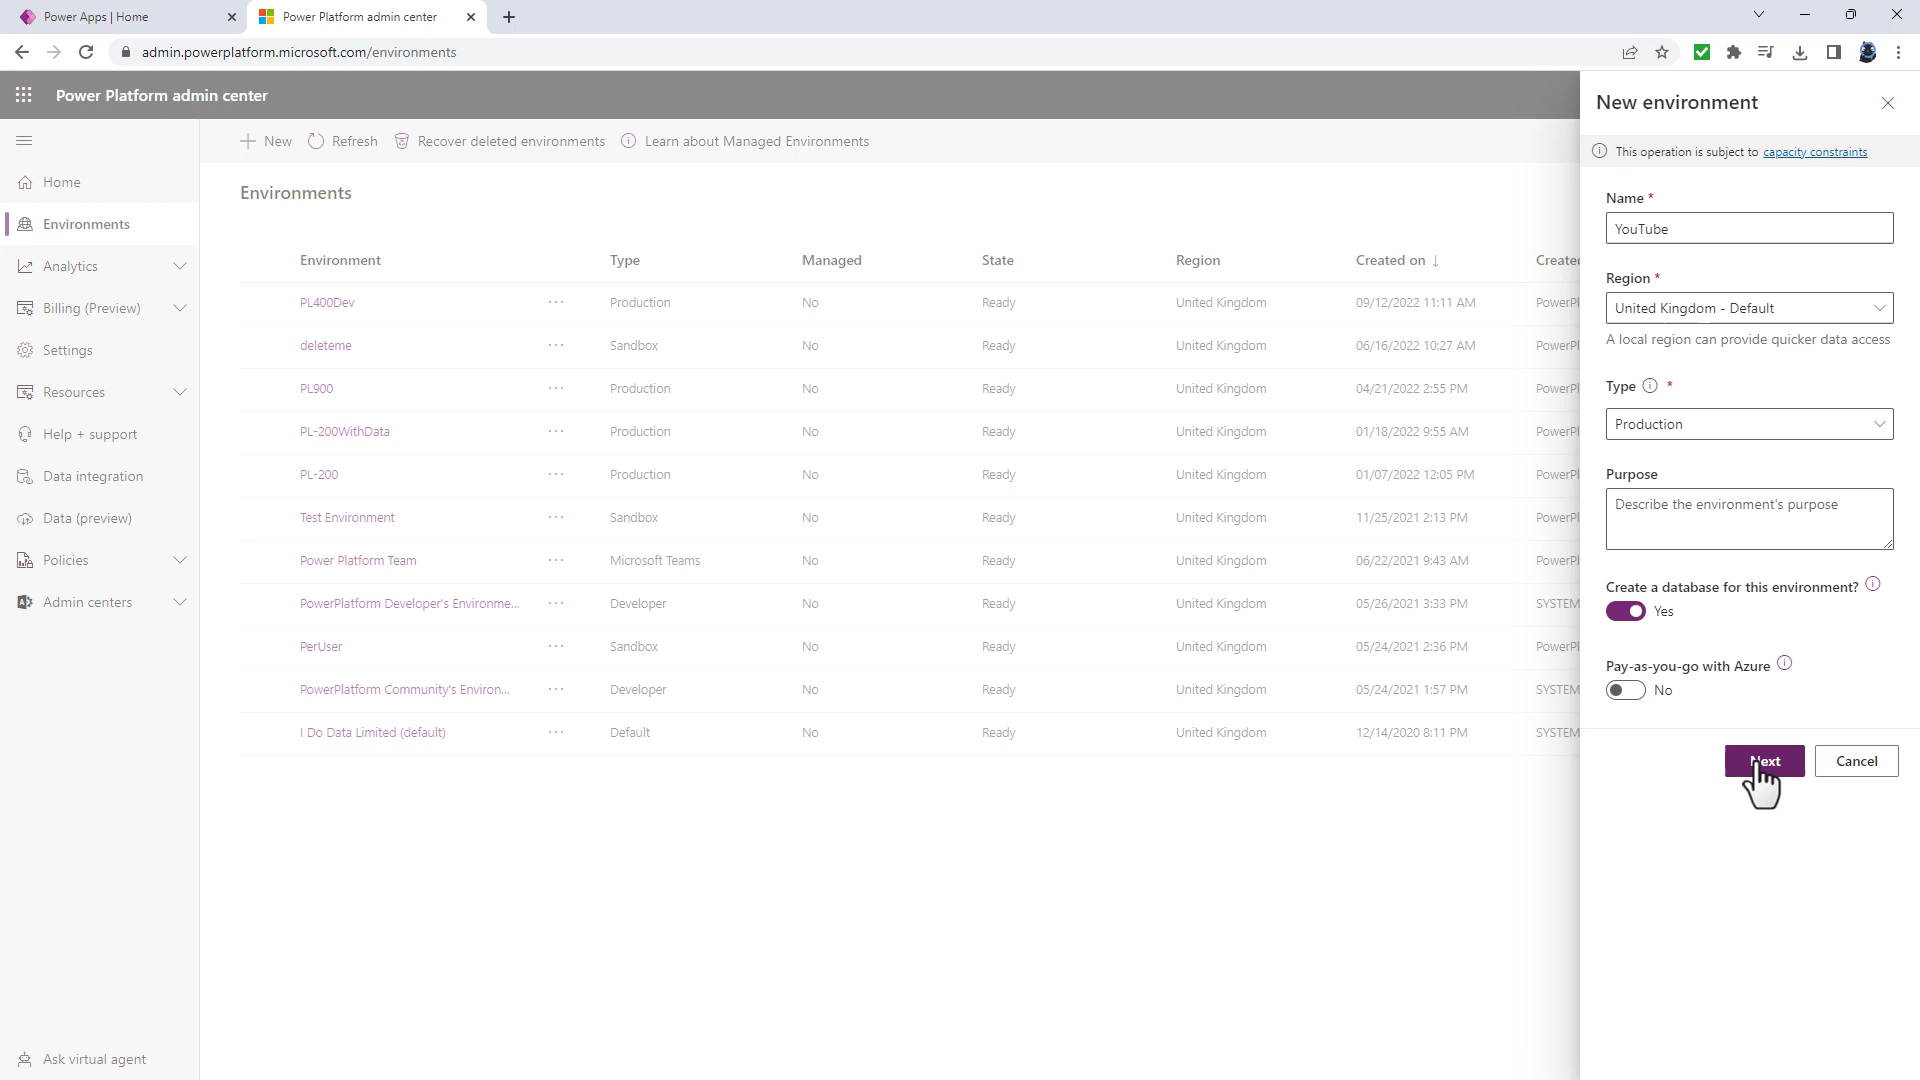 Power Apps | Home
Power Platform admin center
admin.powerplatform.microsoft.com/environments
Power Platform admin center
New
Refresh
Recover deleted environments
Learn about Managed Environments
Home
Environments
Analytics
Billing (Preview)
Settings
Resources
Help + support
Data integration
Data (preview)
Policies
Admin centers
Ask virtual agent
Environments
Environment Type Managed State Region Created on ↓ Created
PL400Dev ... Production No Ready United Kingdom 09/12/2022 11:11 AM PowerPl
deleteme ... Sandbox No Ready United Kingdom 06/16/2022 10:27 AM PowerPl
PL900 ... Production No Ready United Kingdom 04/21/2022 2:55 PM PowerPl
PL-200WithData ... Production No Ready United Kingdom 01/18/2022 9:55 AM PowerPl
PL-200 ... Production No Ready United Kingdom 01/07/2022 12:05 PM PowerPl
Test Environment ... Sandbox No Ready United Kingdom 11/25/2021 2:13 PM PowerPl
Power Platform Team ... Microsoft Teams No Ready United Kingdom 06/22/2021 9:43 AM PowerPl
PowerPlatform Developer's Environme... ... Developer No Ready United Kingdom 05/26/2021 3:33 PM SYSTEM
PerUser ... Sandbox No Ready United Kingdom 05/24/2021 2:36 PM PowerPl
PowerPlatform Community's Environ... ... Developer No Ready United Kingdom 05/24/2021 1:57 PM SYSTEM
I Do Data Limited (default) ... Default No Ready United Kingdom 12/14/2020 8:11 PM SYSTEM
New environment
This operation is subject to capacity constraints
Name *
YouTube
Region *
United Kingdom - Default
A local region can provide quicker data access
Type *
Production
Purpose
Describe the environment's purpose
Create a database for this environment?
Yes
Pay-as-you-go with Azure
No
Next
Cancel